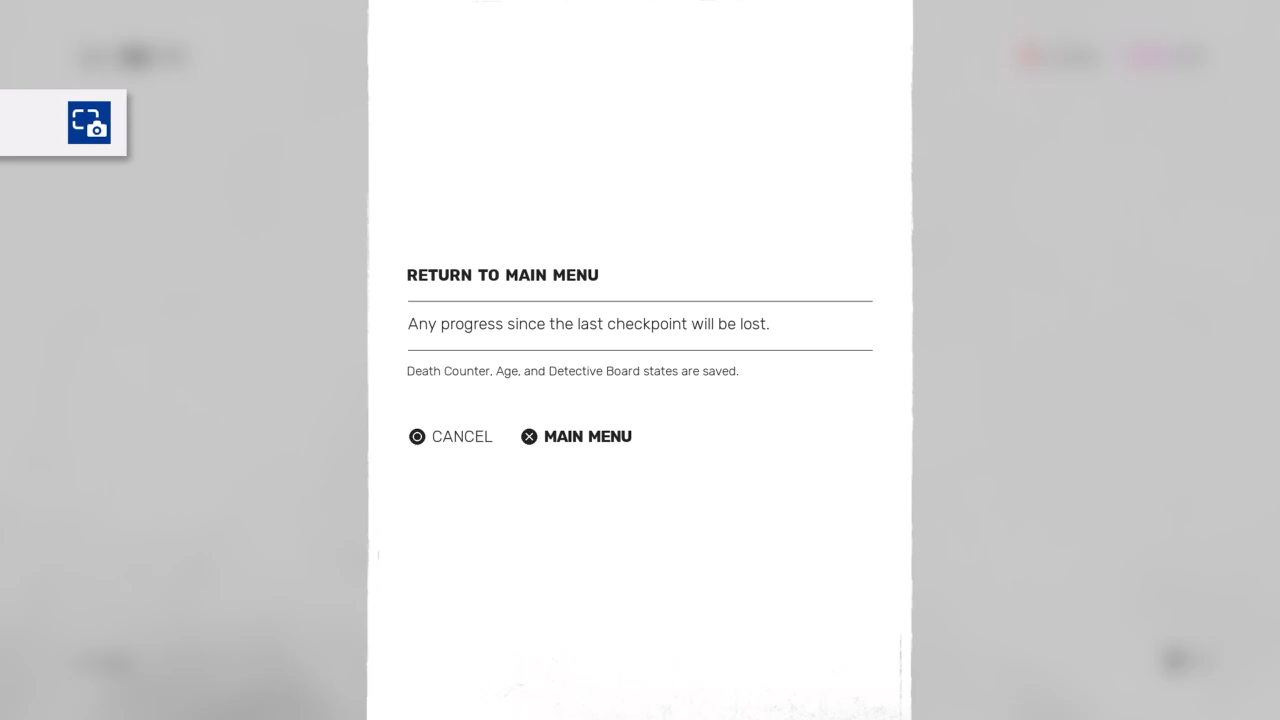 RETURN TO MAIN MENU
Any progress since the last checkpoint will be lost.
Death Counter, Age, and Detective Board states are saved.
CANCEL MAIN MENU